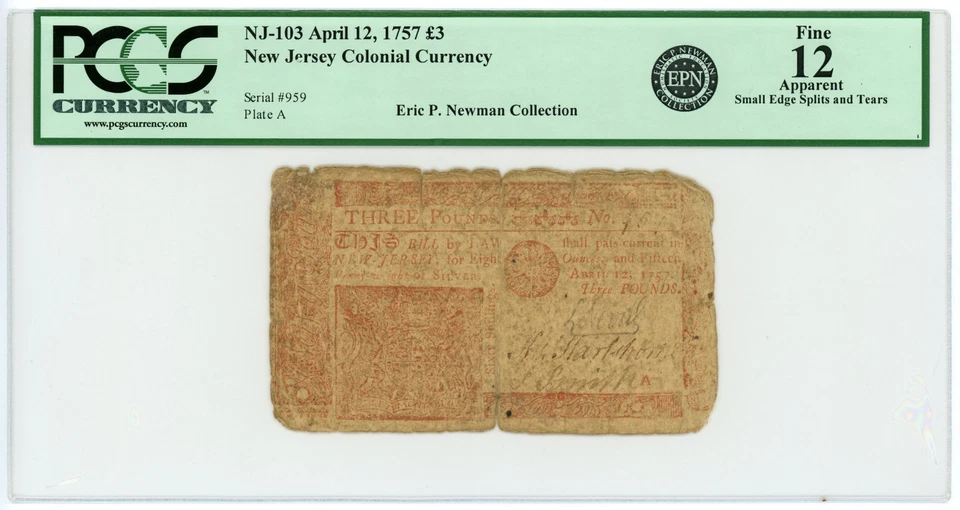 PCGS
CURRENCY
www.pcgscurrency.com
NJ-103 April 12, 1757 £3
New Jersey Colonial Currency
Serial #959
Plate A
Eric P. Newman Collection
ERIC P. NEWMAN
EPN
COLLECTION
Fine
12
Apparent
Small Edge Splits and Tears
THREE POUNDS No. 959
THIS BILL by LAW shall pass current in
NEW-JERSEY, for Eight Ounces and Fifteen
of SILVER. APRIL 12, 1757.
Three POUNDS.
Hartshorne
S Smith A